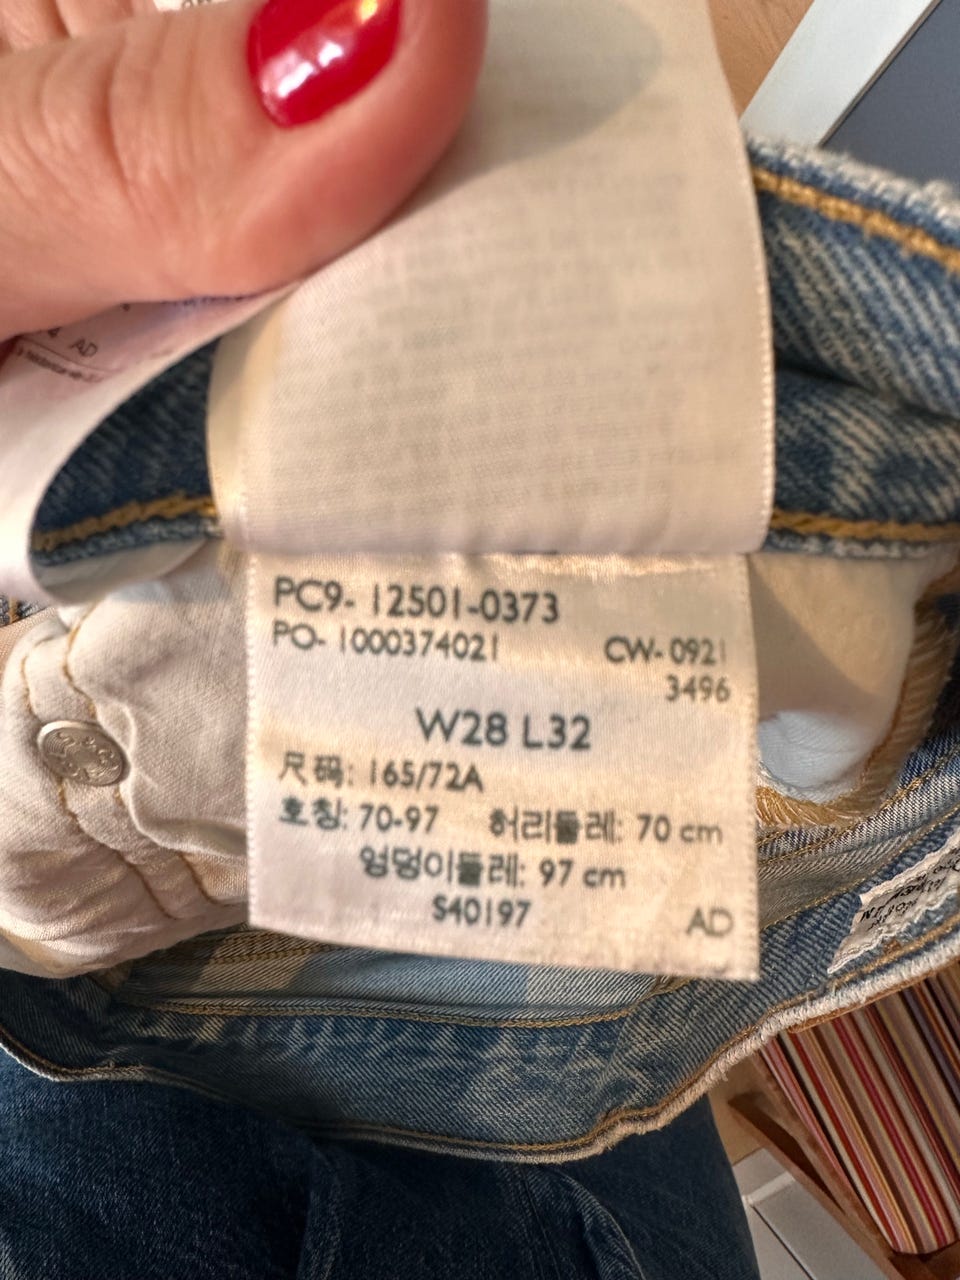 AD
PC9- 12501-0373
PO- 1000374021 CW- 0921
3496
W28 L32
尺码: 165/72A
호칭: 70-97 허리둘레: 70 cm
엉덩이둘레: 97 cm
S40197 AD